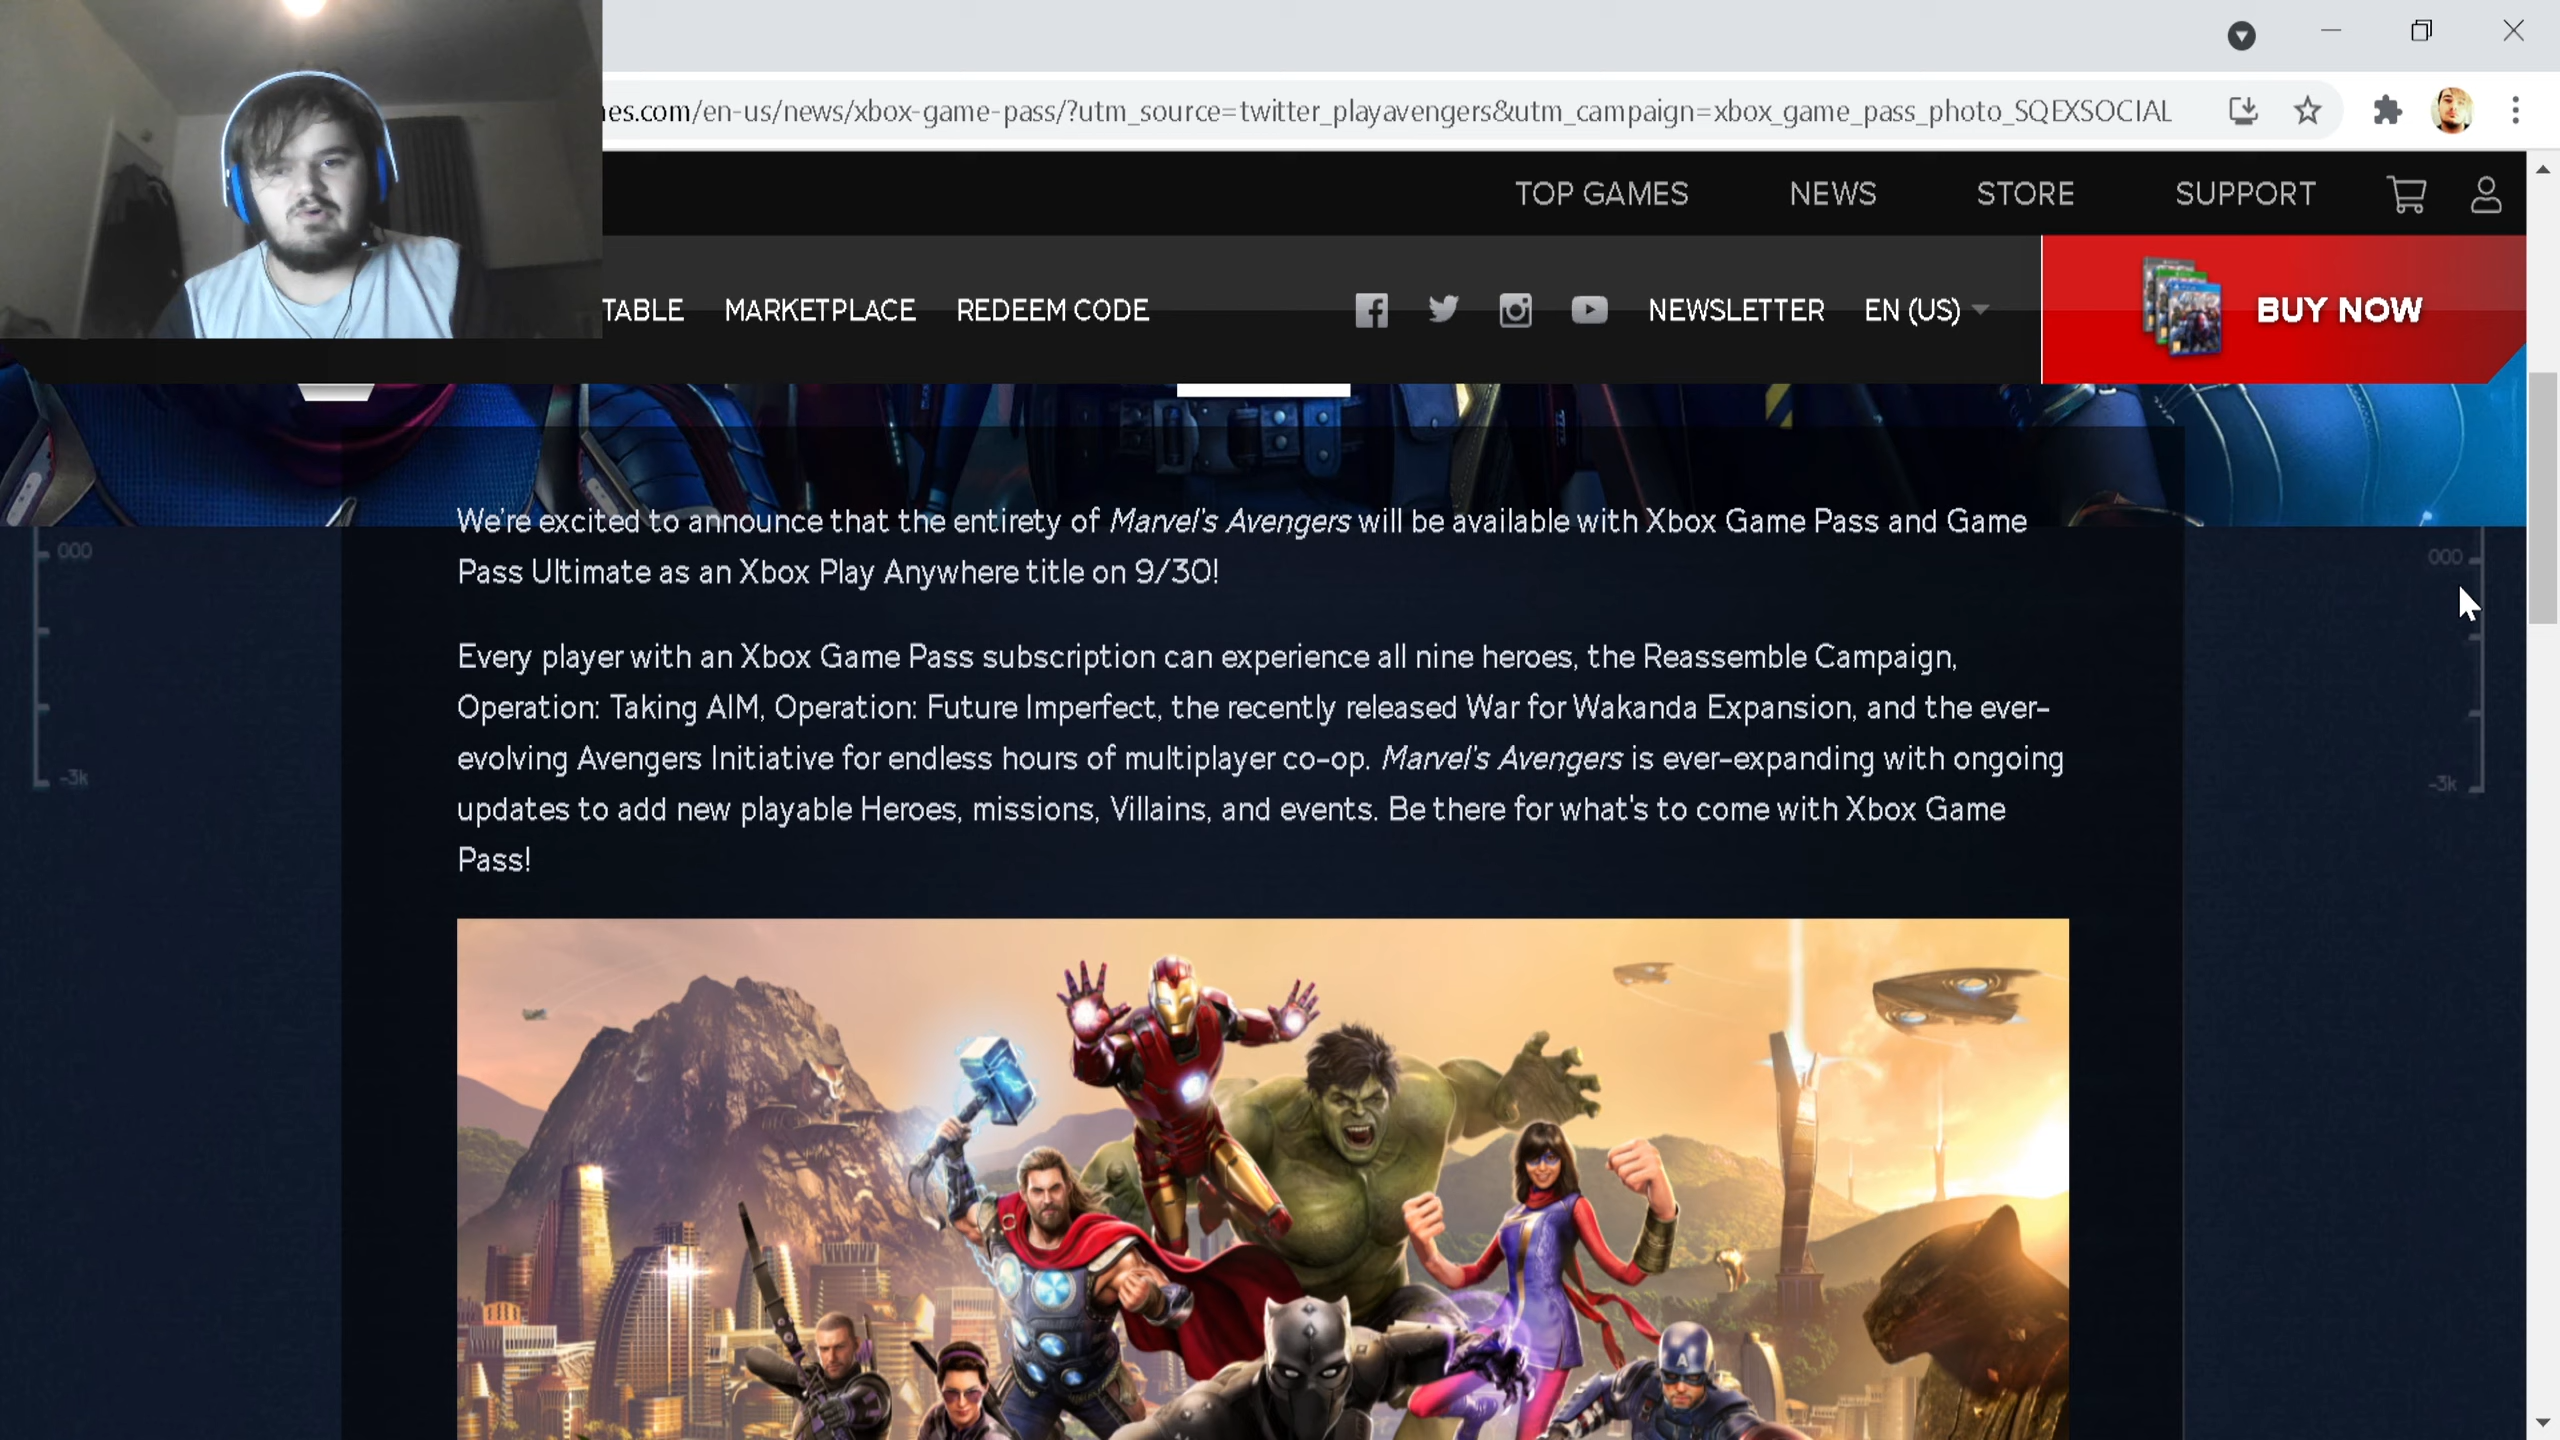 nes.com/en-us/news/xbox-game-pass/?utm_source=twitter_playavengers&utm_campaign=xbox_game_pass_photo_SQEXSOCIAL
TOP GAMES NEWS STORE SUPPORT
TABLE MARKETPLACE REDEEM CODE NEWSLETTER EN (US) BUY NOW
We're excited to announce that the entirety of Marvel's Avengers will be available with Xbox Game Pass and Game
Pass Ultimate as an Xbox Play Anywhere title on 9/30!
000 000
Every player with an Xbox Game Pass subscription can experience all nine heroes, the Reassemble Campaign,
Operation: Taking AIM, Operation: Future Imperfect, the recently released War for Wakanda Expansion, and the ever-
evolving Avengers Initiative for endless hours of multiplayer co-op. Marvel's Avengers is ever-expanding with ongoing
-3k -3k
updates to add new playable Heroes, missions, Villains, and events. Be there for what's to come with Xbox Game
Pass!
A